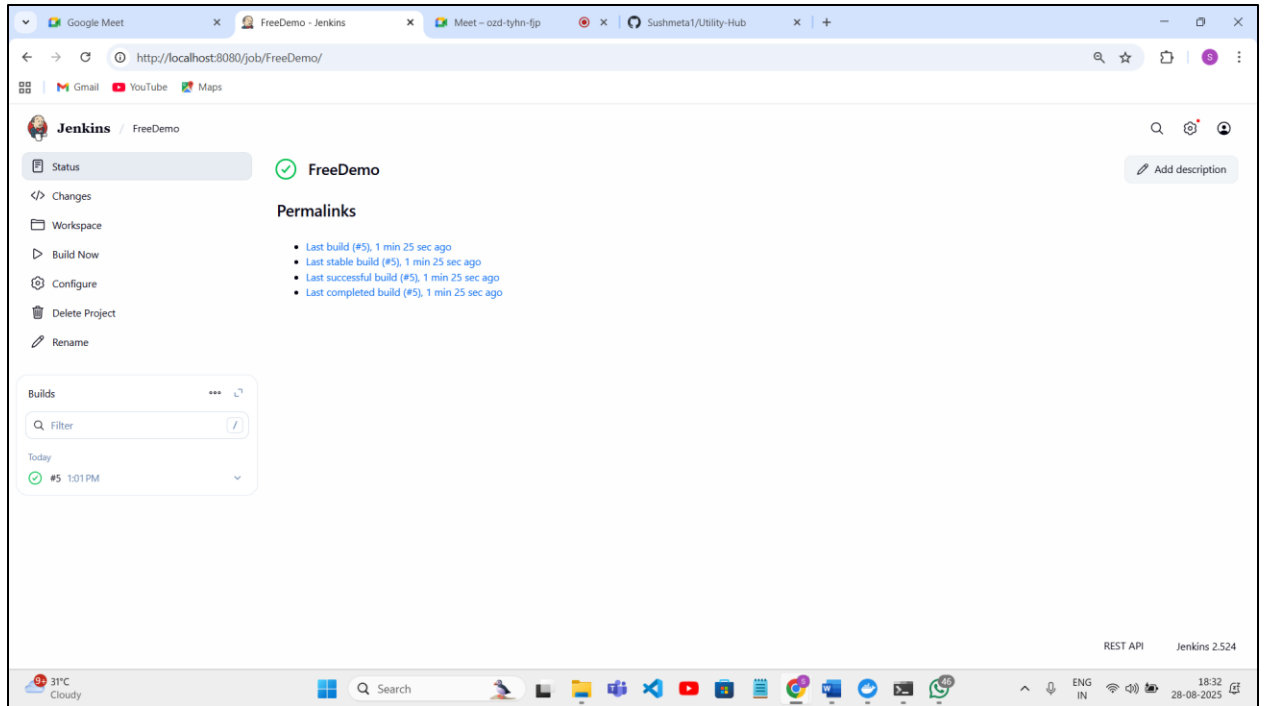 Google Meet
FreeDemo - Jenkins
Meet – ozd-tyhn-fjp
Sushmeta1/Utility-Hub
http://localhost:8080/job/FreeDemo/
S
Gmail YouTube Maps
Jenkins / FreeDemo
Status
FreeDemo
Add description
Changes
Permalinks
Workspace
Last build (#5), 1 min 25 sec ago
Build Now
Last stable build (#5), 1 min 25 sec ago
Last successful build (#5), 1 min 25 sec ago
Configure
Last completed build (#5), 1 min 25 sec ago
Delete Project
Rename
Builds
Filter /
Today
#5 1:01 PM
REST API Jenkins 2.524
9+ 31°C
Cloudy
Search
46
ENG
IN
18:32
28-08-2025